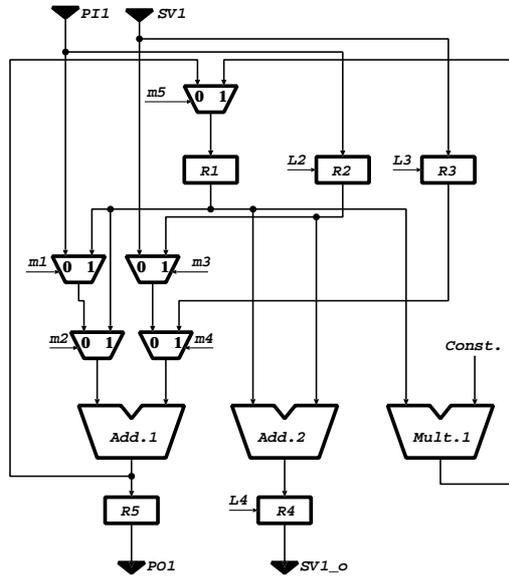 PI1 SV1
m5 0 1
R1 L2 R2 L3 R3
m1 0 1 0 1 m3
m2 0 1 0 1 m4
Const.
Add.1 Add.2 Mult.1
R5 L4 R4
PO1 SV1_o